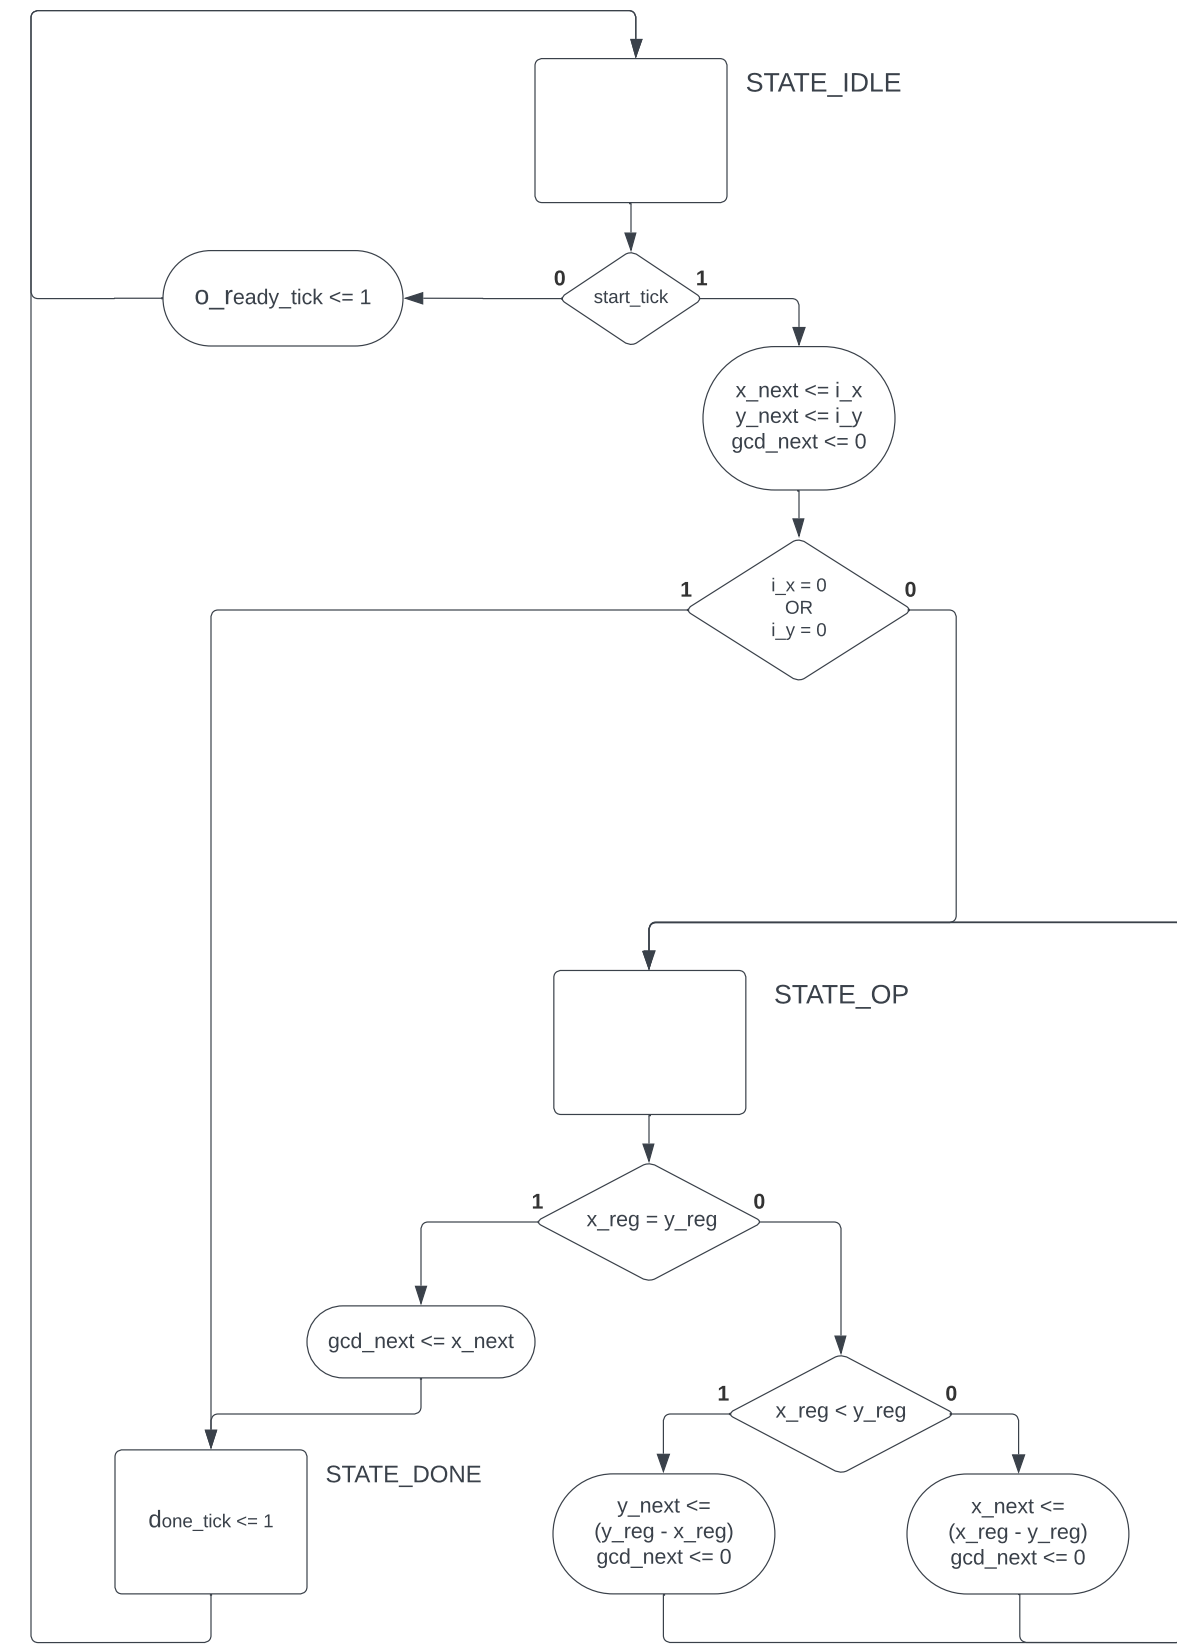 STATE_IDLE
0
1
o_ready_tick <= 1
start_tick
x_next <= i_x
y_next <= i_y
gcd_next <= 0
1
0
i_x = 0
OR
i_y = 0
STATE_OP
1
0
x_reg = y_reg
gcd_next <= x_next
1
0
x_reg < y_reg
STATE_DONE
done_tick <= 1
y_next <=
(y_reg - x_reg)
gcd_next <= 0
x_next <=
(x_reg - y_reg)
gcd_next <= 0